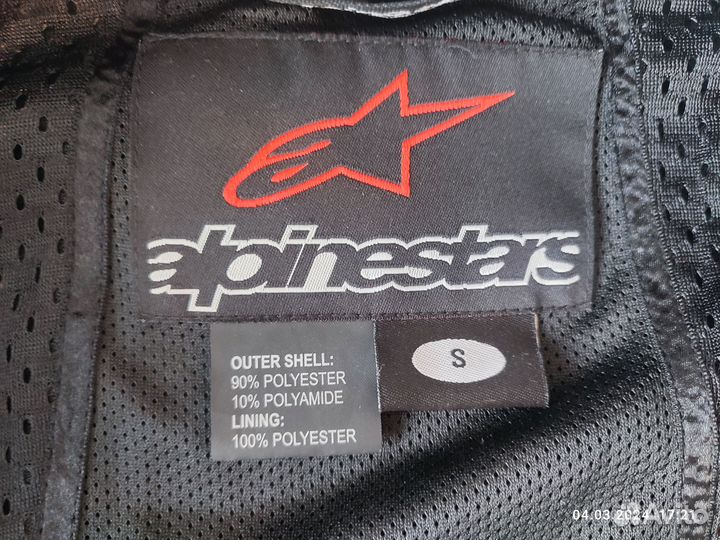 alpinestars
S
OUTER SHELL:
90% POLYESTER
10% POLYAMIDE
LINING:
100% POLYESTER
04.03.2024 17:21